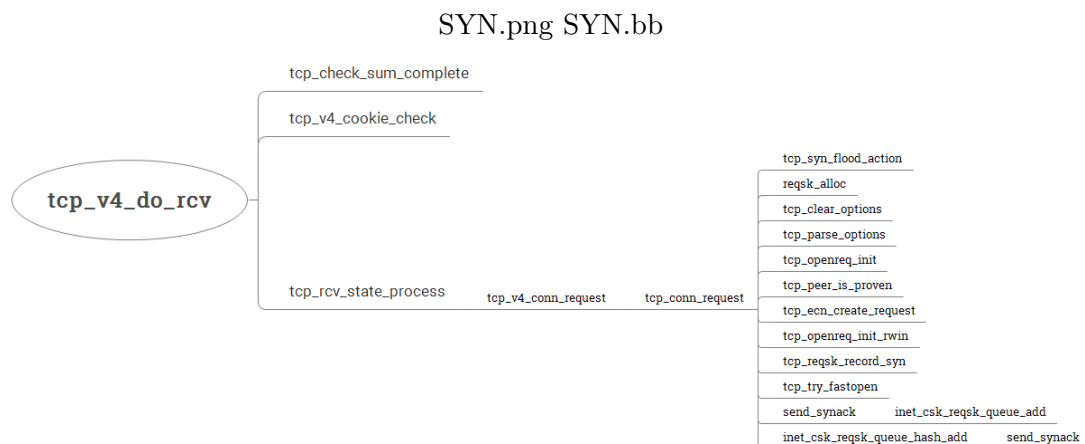 SYN.png SYN.bb
tcp_check_sum_complete
tcp_v4_cookie_check
tcp_v4_do_rcv
tcp_rcv_state_process
tcp_v4_conn_request
tcp_conn_request
tcp_syn_flood_action
reqsk_alloc
tcp_clear_options
tcp_parse_options
tcp_openreq_init
tcp_peer_is_proven
tcp_ecn_create_request
tcp_openreq_init_rwin
tcp_reqsk_record_syn
tcp_try_fastopen
send_synack inet_csk_reqsk_queue_add
inet_csk_reqsk_queue_hash_add send_synack